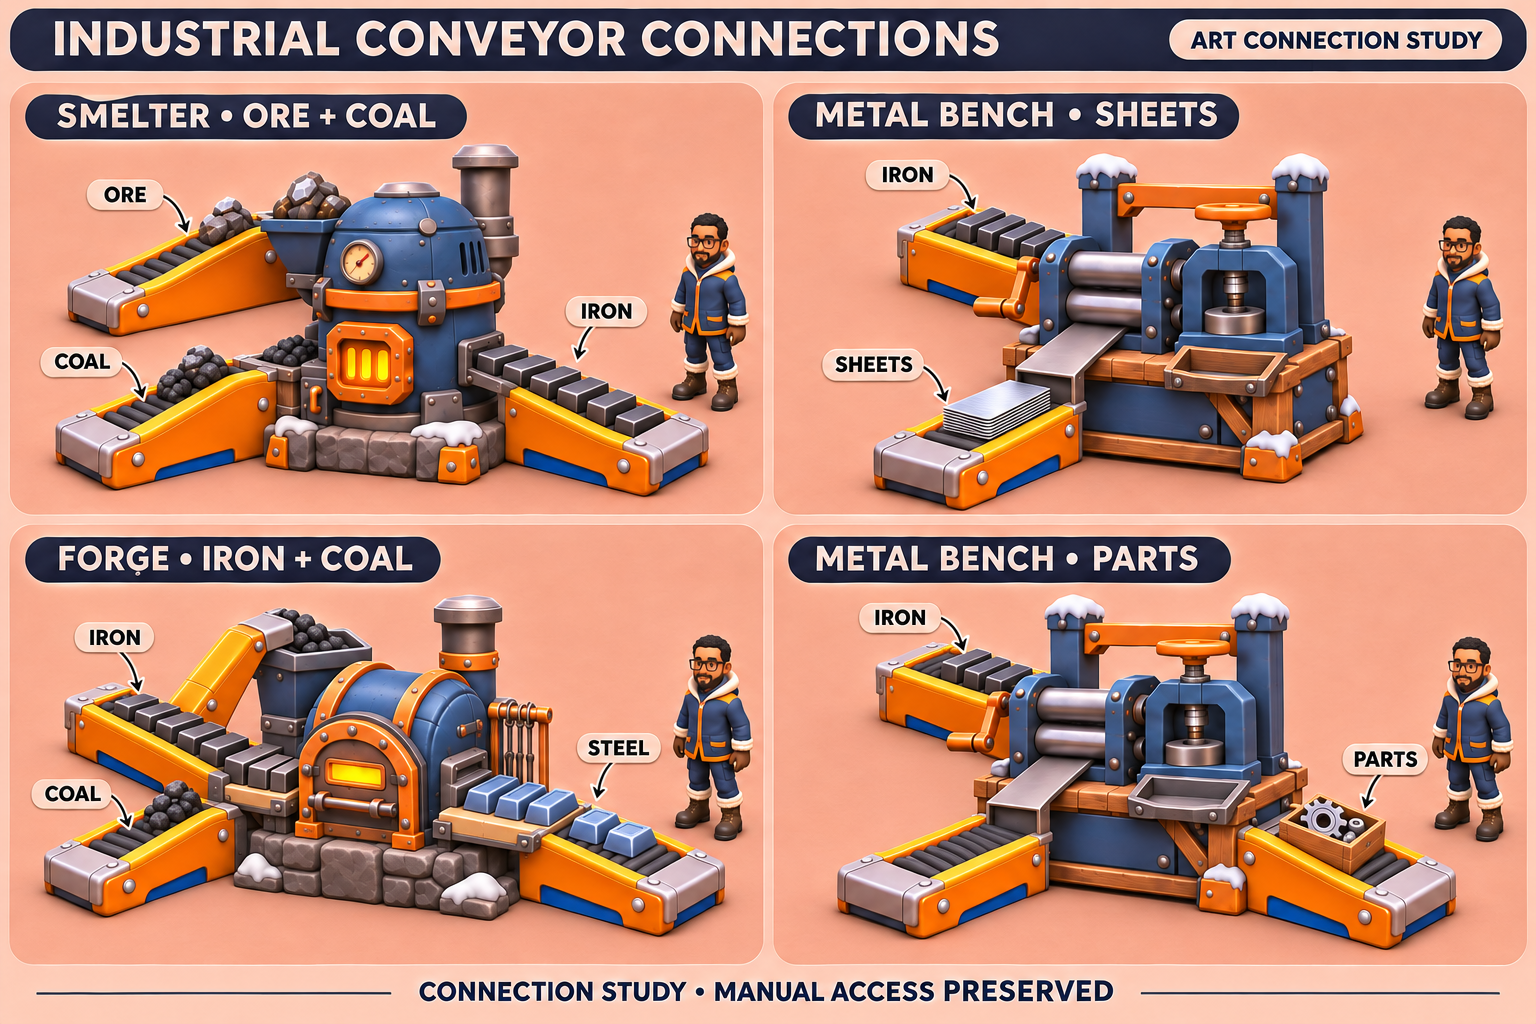 INDUSTRIAL CONVEYOR CONNECTIONS
ART CONNECTION STUDY
SMELTER • ORE + COAL
ORE
COAL
IRON
METAL BENCH • SHEETS
IRON
SHEETS
FORGE • IRON + COAL
IRON
COAL
STEEL
METAL BENCH • PARTS
IRON
PARTS
CONNECTION STUDY • MANUAL ACCESS PRESERVED